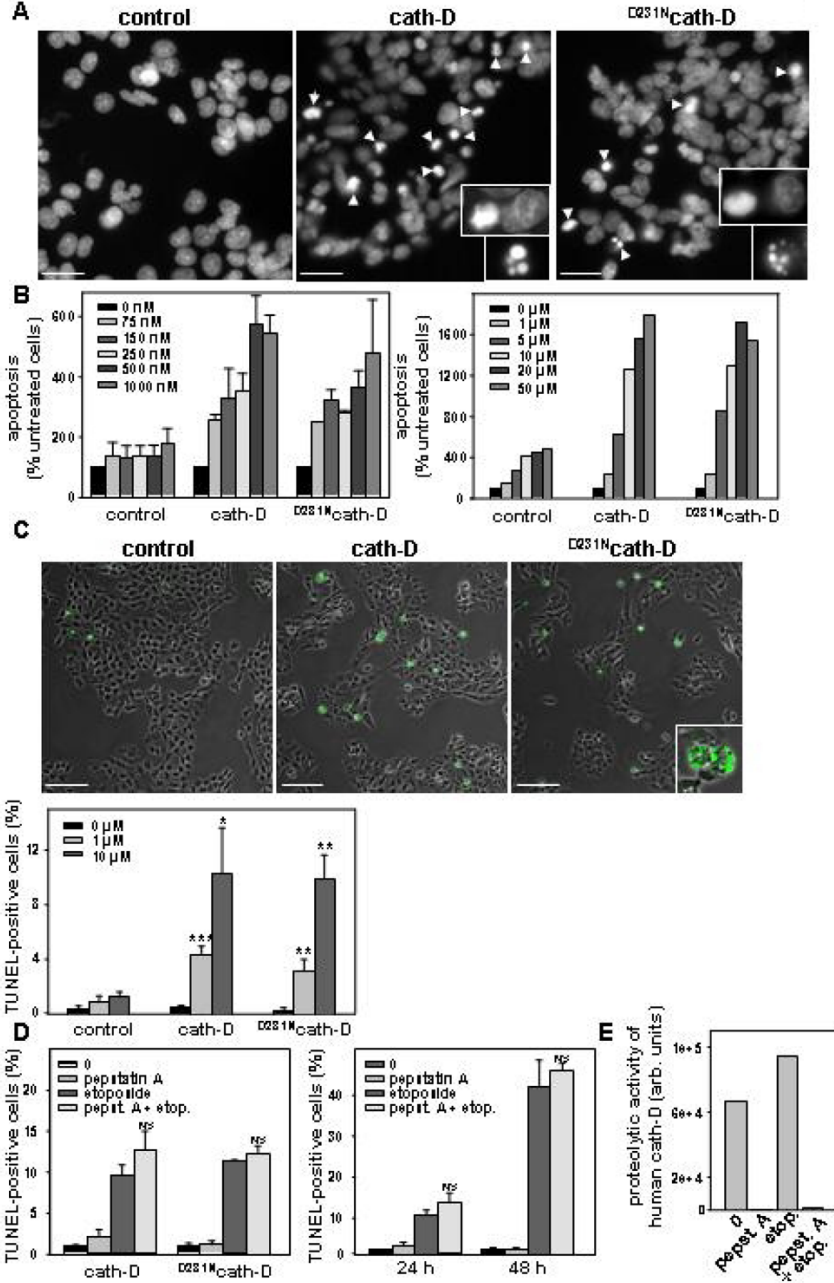 A
control
cath-D
D231Ncath-D
B
apoptosis
(% untreated cells)
600
400
200
0
0 nM
75 nM
150 nM
250 nM
500 nM
1000 nM
control
cath-D
D231Ncath-D
apoptosis
(% untreated cells)
1600
1200
800
400
0
0 µM
1 µM
5 µM
10 µM
20 µM
50 µM
control
cath-D
D231Ncath-D
C
control
cath-D
D231Ncath-D
TUNEL-positive cells (%)
12
8
4
0
0 µM
1 µM
10 µM
*
***
**
**
control
cath-D
D231Ncath-D
D
TUNEL-positive cells (%)
20
15
10
5
0
0
pepstatin A
etoposide
pepst. A + etop.
NS
NS
cath-D
D231Ncath-D
TUNEL-positive cells (%)
40
30
20
10
0
0
pepstatin A
etoposide
pepst. A + etop.
NS
NS
24 h
48 h
E
proteolytic activity of
human cath-D (arb. units)
1e+5
6e+4
2e+4
0
0
pepst. A
etop.
pepst. A
+ etop.